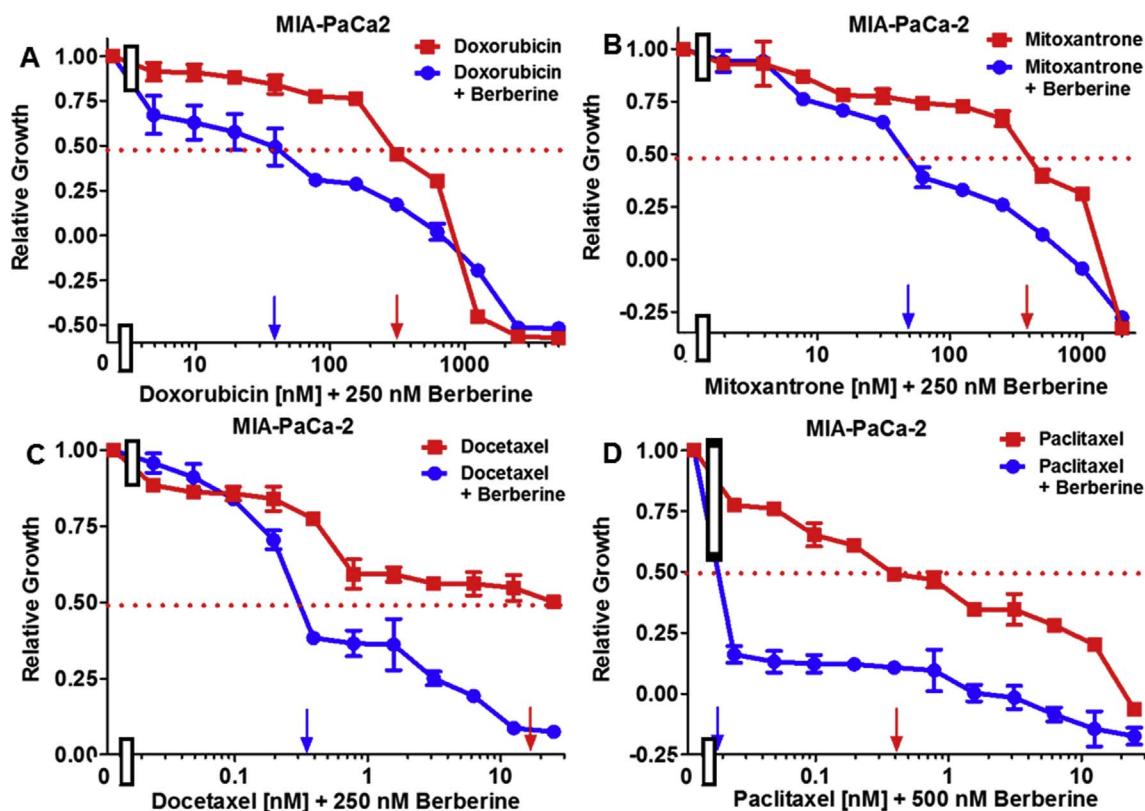 A
MIA-PaCa2
Doxorubicin
Doxorubicin
+ Berberine
Relative Growth
1.00
0.75
0.50
0.25
0.00
-0.25
-0.50
0 10 100 1000
Doxorubicin [nM] + 250 nM Berberine
B
MIA-PaCa-2
Mitoxantrone
Mitoxantrone
+ Berberine
Relative Growth
1.00
0.75
0.50
0.25
0.00
-0.25
0 10 100 1000
Mitoxantrone [nM] + 250 nM Berberine
C
MIA-PaCa-2
Docetaxel
Docetaxel
+ Berberine
Relative Growth
1.00
0.75
0.50
0.25
0.00
0 0.1 1 10
Docetaxel [nM] + 250 nM Berberine
D
MIA-PaCa-2
Paclitaxel
Paclitaxel
+ Berberine
Relative Growth
1.00
0.75
0.50
0.25
0.00
-0.25
0 0.1 1 10
Paclitaxel [nM] + 500 nM Berberine